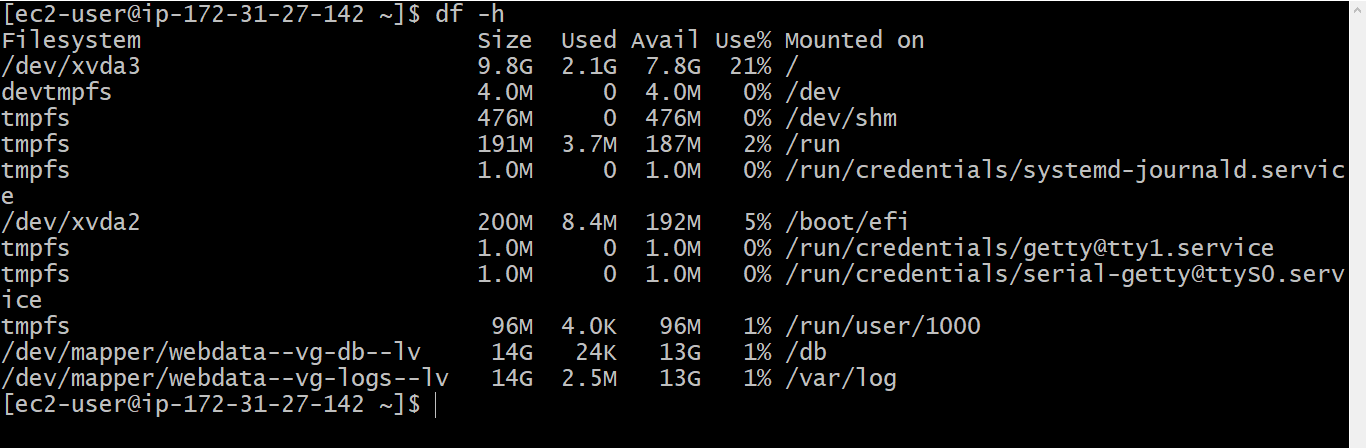 [ec2-user@ip-172-31-27-142 ~]$ df -h
Filesystem                         Size  Used Avail Use% Mounted on
/dev/xvda3                         9.8G  2.1G  7.8G  21% /
devtmpfs                           4.0M     0  4.0M   0% /dev
tmpfs                              476M     0  476M   0% /dev/shm
tmpfs                              191M  3.7M  187M   2% /run
tmpfs                              1.0M     0  1.0M   0% /run/credentials/systemd-journald.servic
e
/dev/xvda2                         200M  8.4M  192M   5% /boot/efi
tmpfs                              1.0M     0  1.0M   0% /run/credentials/getty@tty1.service
tmpfs                              1.0M     0  1.0M   0% /run/credentials/serial-getty@ttyS0.serv
ice
tmpfs                               96M  4.0K   96M   1% /run/user/1000
/dev/mapper/webdata--vg-db--lv      14G   24K   13G   1% /db
/dev/mapper/webdata--vg-logs--lv    14G  2.5M   13G   1% /var/log
[ec2-user@ip-172-31-27-142 ~]$